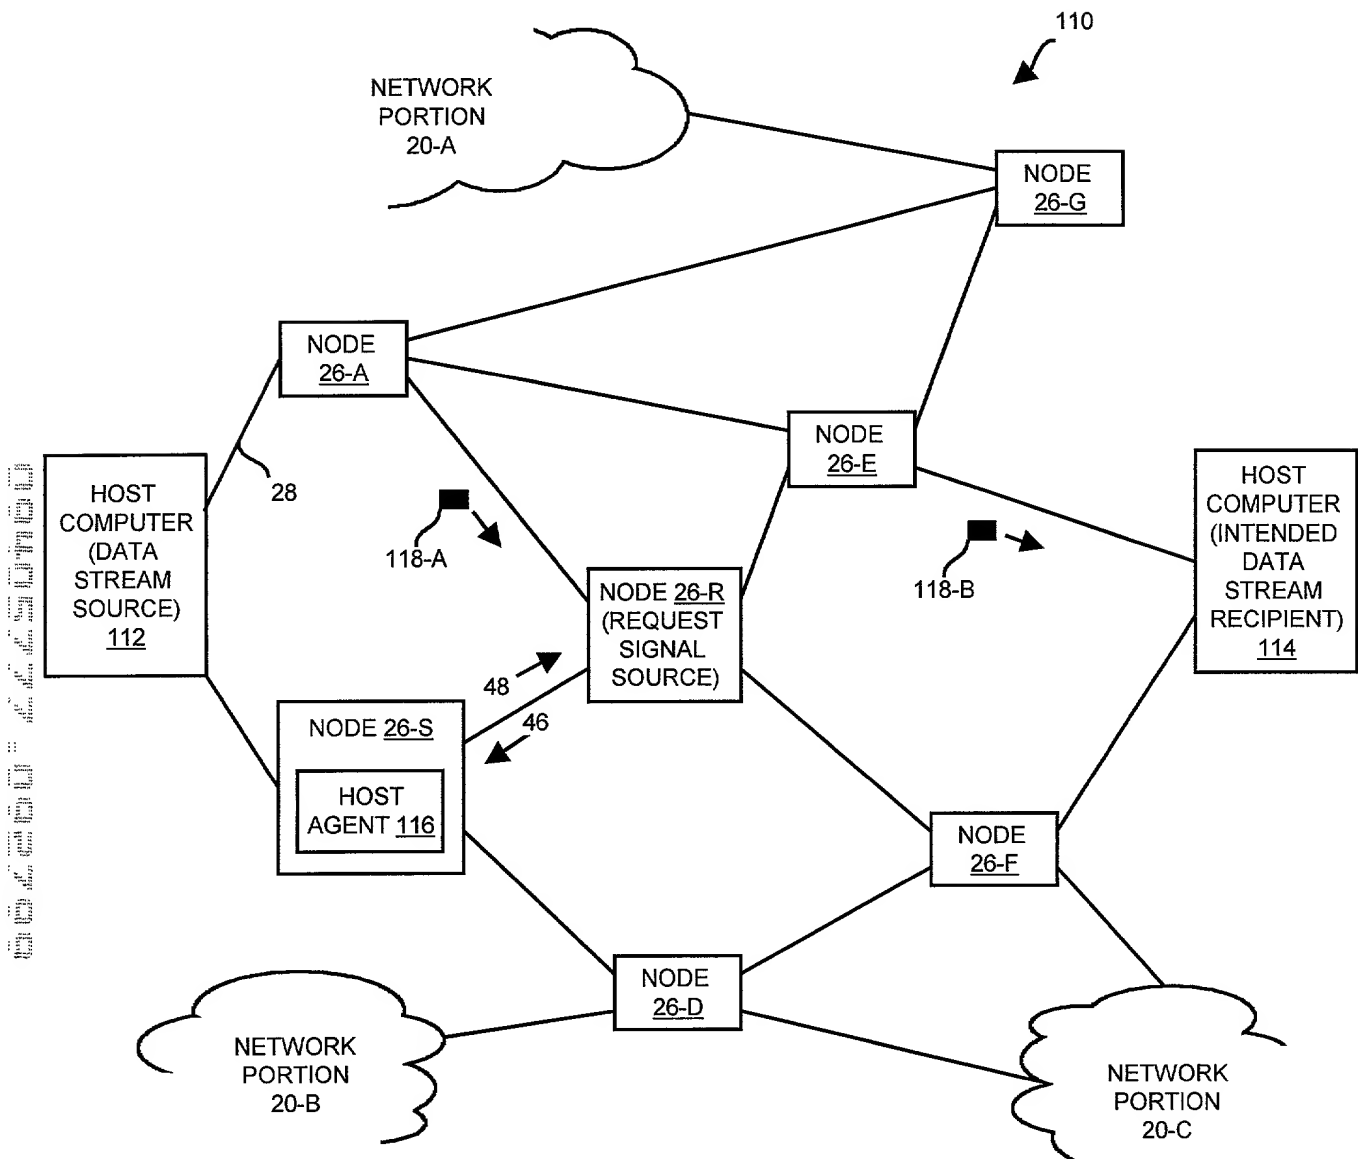 110
NETWORK
PORTION
20-A
NODE
26-G
NODE
26-A
NODE
26-E
28
HOST
COMPUTER
(DATA
STREAM
SOURCE)
112
118-A
118-B
HOST
COMPUTER
(INTENDED
DATA
STREAM
RECIPIENT)
114
NODE 26-R
(REQUEST
SIGNAL
SOURCE)
48
46
NODE 26-S
HOST
AGENT 116
NODE
26-F
NODE
26-D
NETWORK
PORTION
20-B
NETWORK
PORTION
20-C